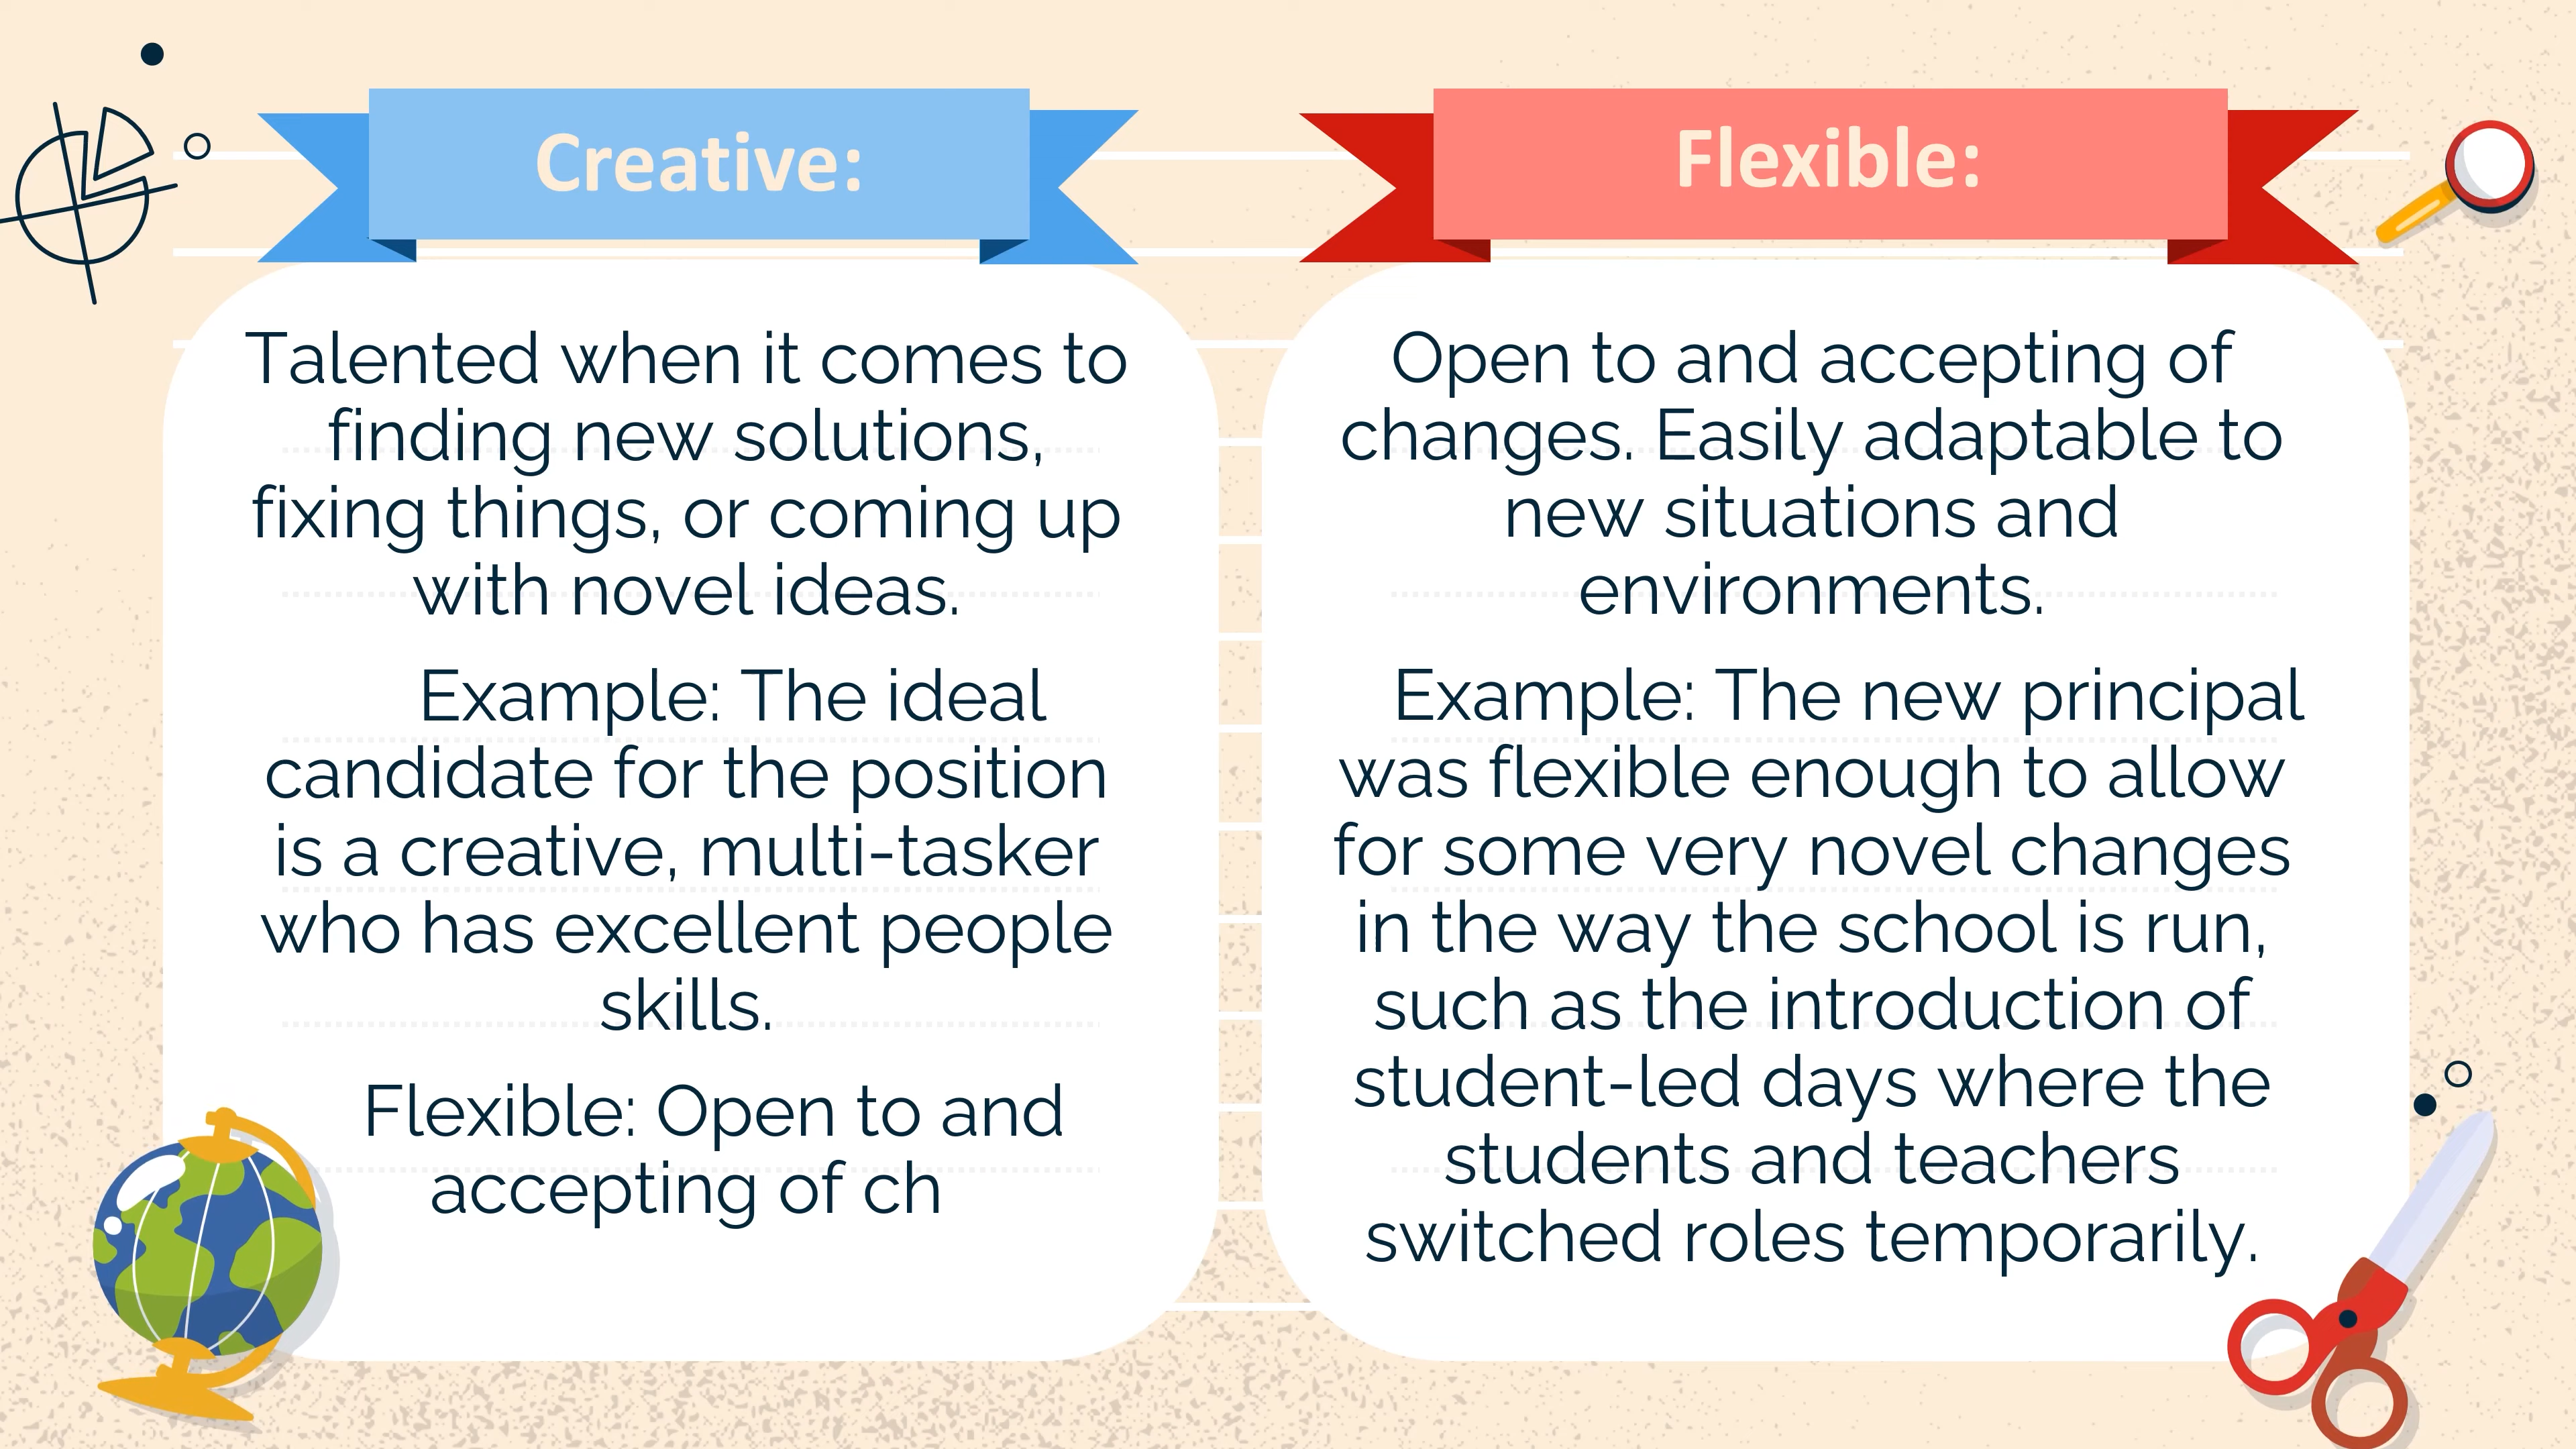 Creative:
Talented when it comes to
finding new solutions,
fixing things, or coming up
with novel ideas.
Example: The ideal
candidate for the position
is a creative, multi-tasker
who has excellent people
skills.
Flexible: Open to and
accepting of ch
Flexible:
Open to and accepting of
changes. Easily adaptable to
new situations and
environments.
Example: The new principal
was flexible enough to allow
for some very novel changes
in the way the school is run,
such as the introduction of
student-led days where the
students and teachers
switched roles temporarily.